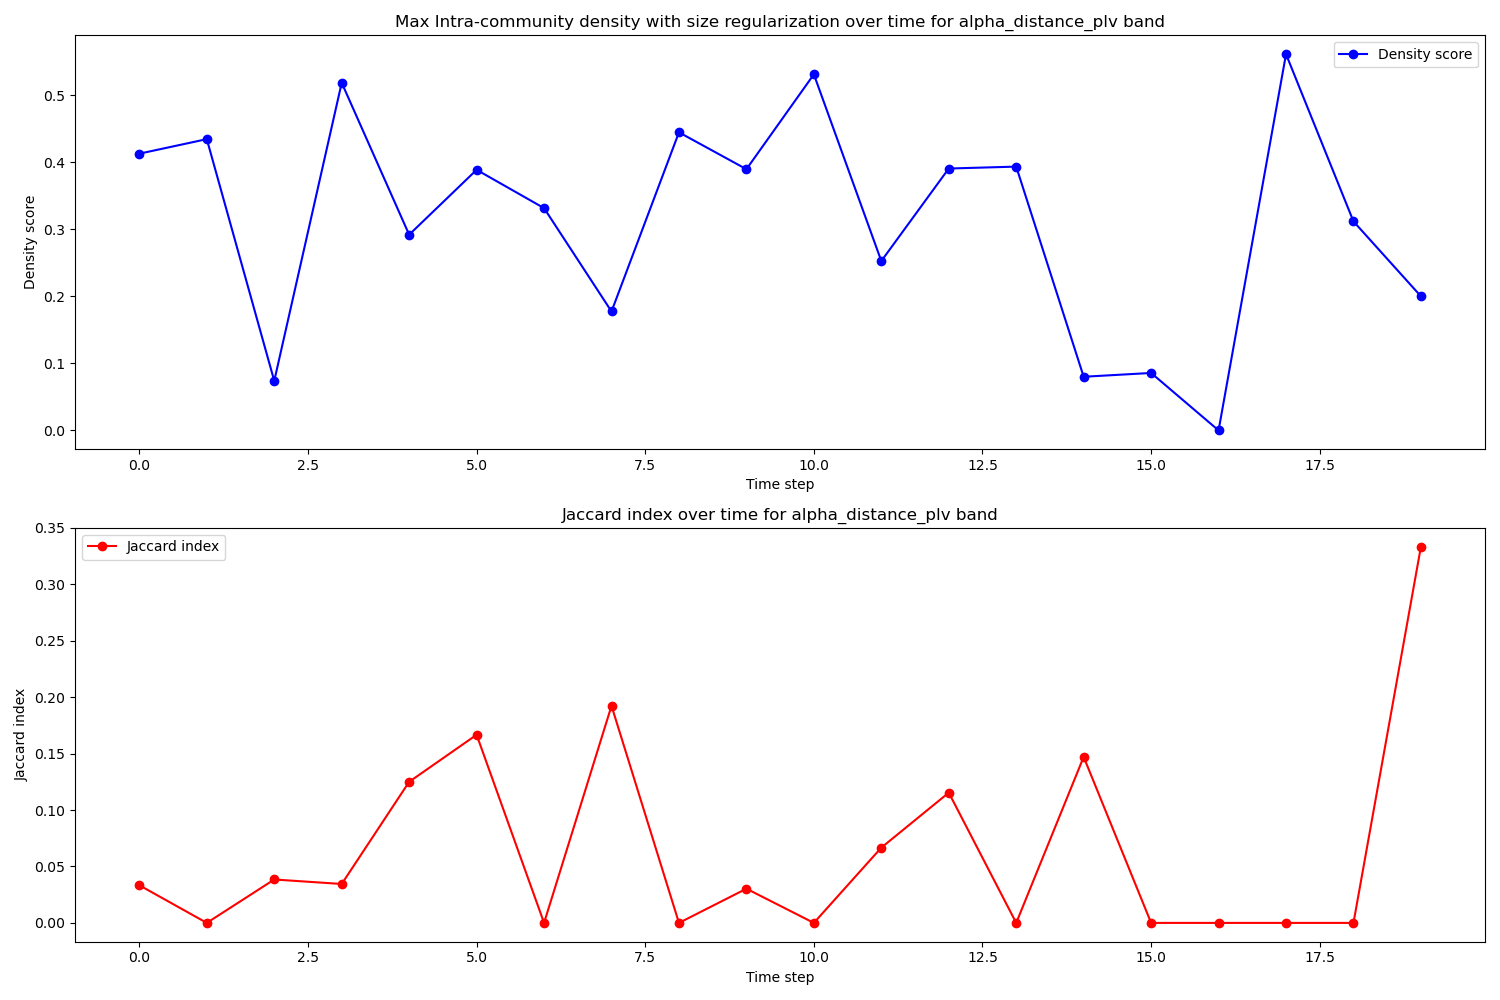 Max Intra-community density with size regularization over time for alpha_distance_plv band
Density score
0.5
0.4
0.3
0.2
0.1
0.0
Density score
0.0 2.5 5.0 7.5 10.0 12.5 15.0 17.5
Time step
Jaccard index over time for alpha_distance_plv band
Jaccard index
0.35
0.30
0.25
0.20
0.15
0.10
0.05
0.00
Jaccard index
0.0 2.5 5.0 7.5 10.0 12.5 15.0 17.5
Time step